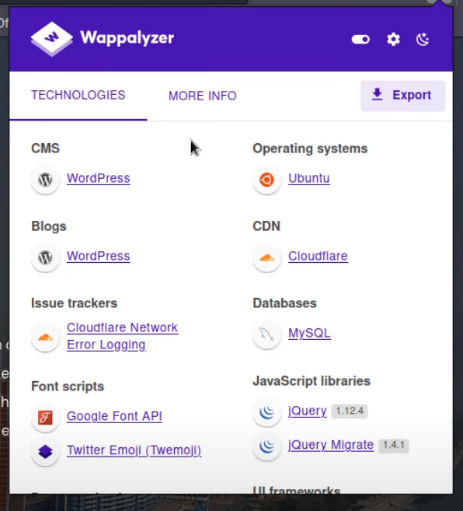 Wappalyzer
TECHNOLOGIES
MORE INFO
Export
CMS
WordPress
Blogs
WordPress
Issue trackers
Cloudflare Network
Error Logging
Font scripts
Google Font API
Twitter Emoji (Twemoji)
Operating systems
Ubuntu
CDN
Cloudflare
Databases
MySQL
JavaScript libraries
jQuery 1.12.4
jQuery Migrate 1.4.1
UI frameworks